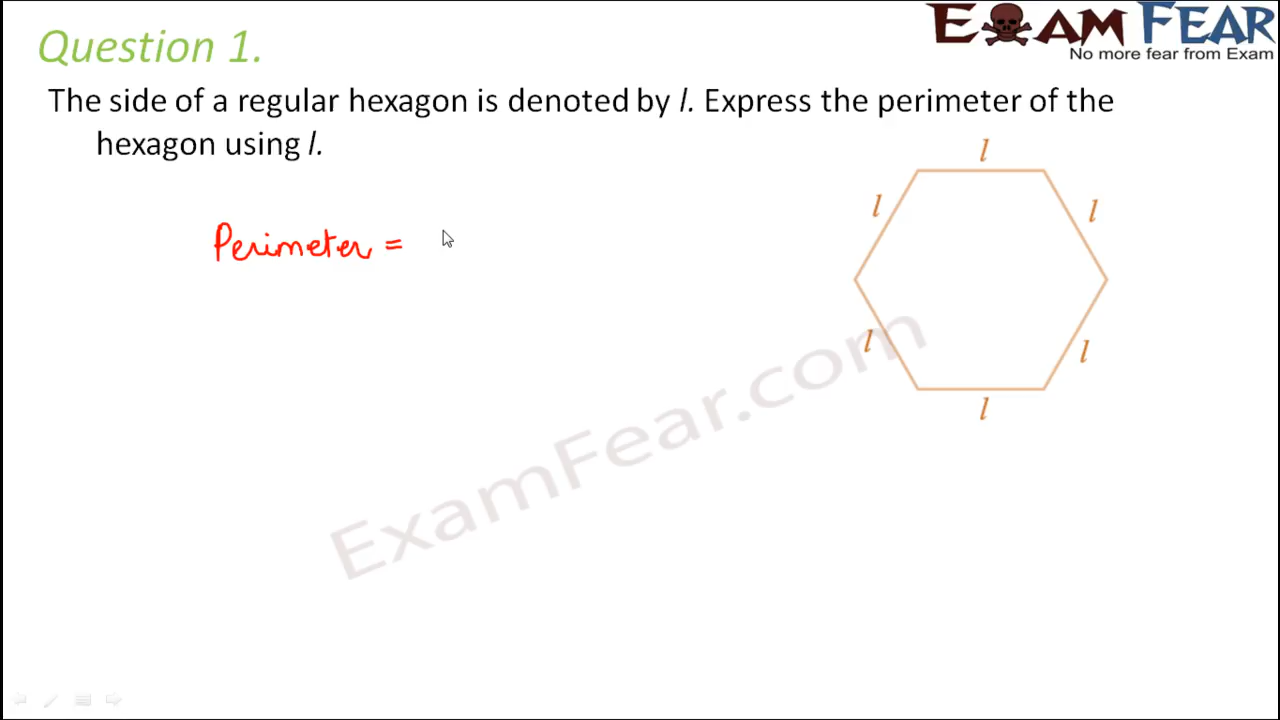 EXAM FEAR
No more fear from Exam
Question 1.
The side of a regular hexagon is denoted by l. Express the perimeter of the
hexagon using l.
l
l
l
Perimeter =
l
l
l
ExamFear.com